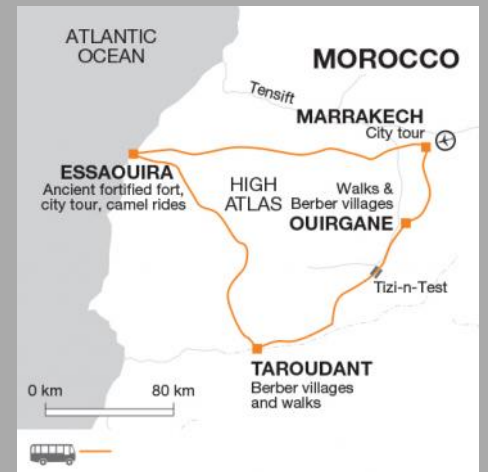 ATLANTIC
OCEAN
MOROCCO
Tensift
MARRAKECH
City tour
ESSAOUIRA
Ancient fortified fort,
city tour, camel rides
HIGH
ATLAS
Walks &
Berber villages
OUIRGANE
Tizi-n-Test
TAROUDANT
Berber villages
and walks
0 km 80 km